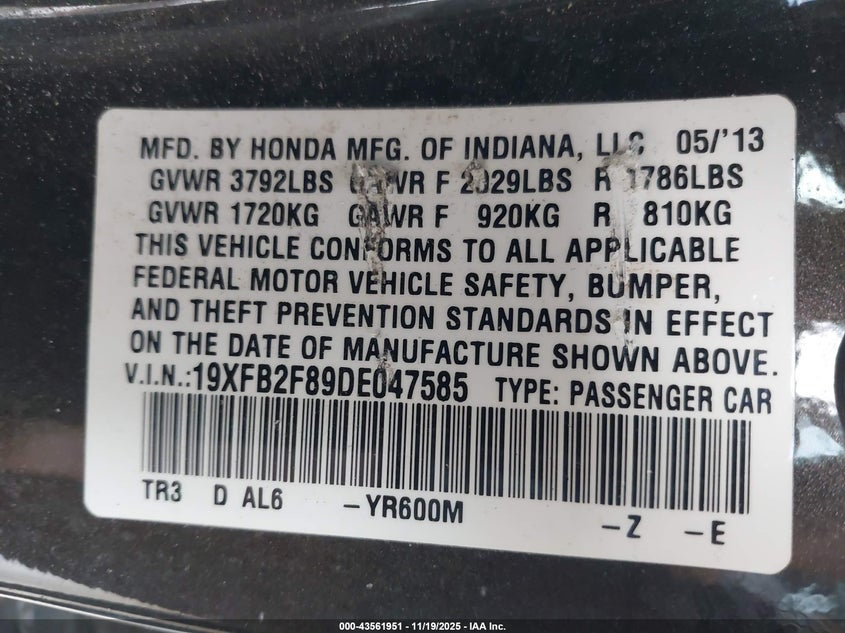 MFD. BY HONDA MFG. OF INDIANA, LLC 05/'13
GVWR 3792LBS GAWR F 2029LBS R 1786LBS
GVWR 1720KG GAWR F 920KG R 810KG
THIS VEHICLE CONFORMS TO ALL APPLICABLE
FEDERAL MOTOR VEHICLE SAFETY, BUMPER,
AND THEFT PREVENTION STANDARDS IN EFFECT
ON THE DATE OF MANUFACTURE SHOWN ABOVE.
V.I.N.:19XFB2F89DE047585 TYPE: PASSENGER CAR
TR3 D AL6 -YR600M -Z -E
000-43561951 - 11/19/2025 - IAA Inc.